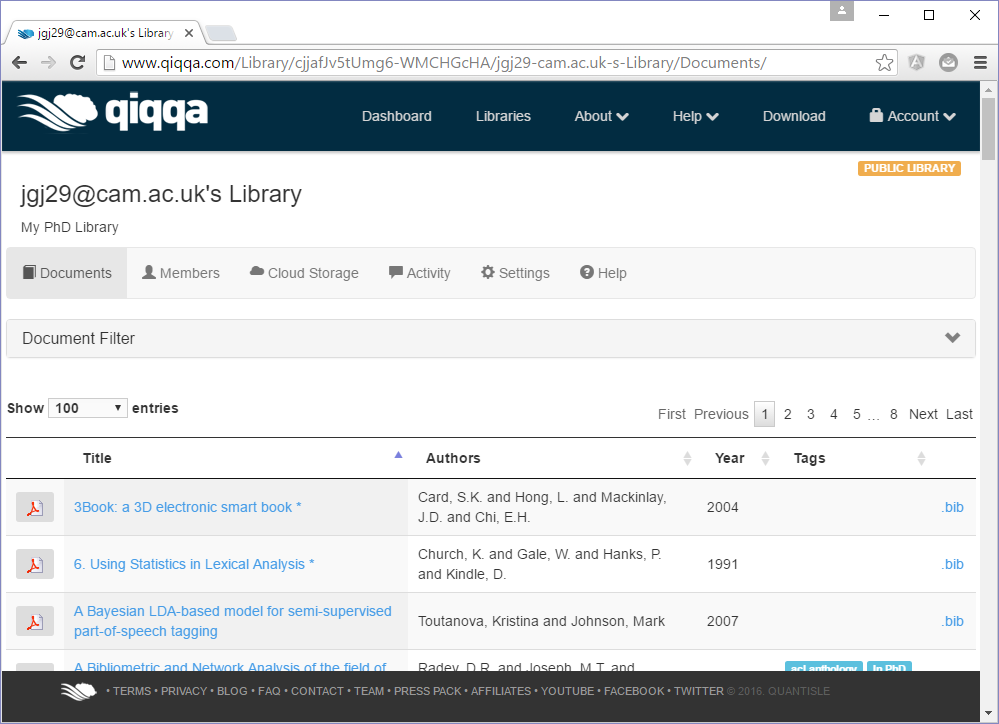 jgj29@cam.ac.uk's Library
www.qiqqa.com/Library/cjjafJv5tUmg6-WMCHGcHA/jgj29-cam.ac.uk-s-Library/Documents/
qiqqa Dashboard Libraries About Help Download Account
PUBLIC LIBRARY
jgj29@cam.ac.uk's Library
My PhD Library
Documents Members Cloud Storage Activity Settings Help
Document Filter
Show 100 entries
First Previous 1 2 3 4 5 ... 8 Next Last
Title Authors Year Tags
3Book: a 3D electronic smart book * Card, S.K. and Hong, L. and Mackinlay, 2004 .bib
J.D. and Chi, E.H.
6. Using Statistics in Lexical Analysis * Church, K. and Gale, W. and Hanks, P. 1991 .bib
and Kindle, D.
A Bayesian LDA-based model for semi-supervised
part-of-speech tagging Toutanova, Kristina and Johnson, Mark 2007 .bib
A Bibliometric and Network Analysis of the field of Radev, D.R. and Joseph, M.T. and acl anthology In PhD
• TERMS • PRIVACY • BLOG • FAQ • CONTACT • TEAM • PRESS PACK • AFFILIATES • YOUTUBE • FACEBOOK • TWITTER © 2016. QUANTISLE